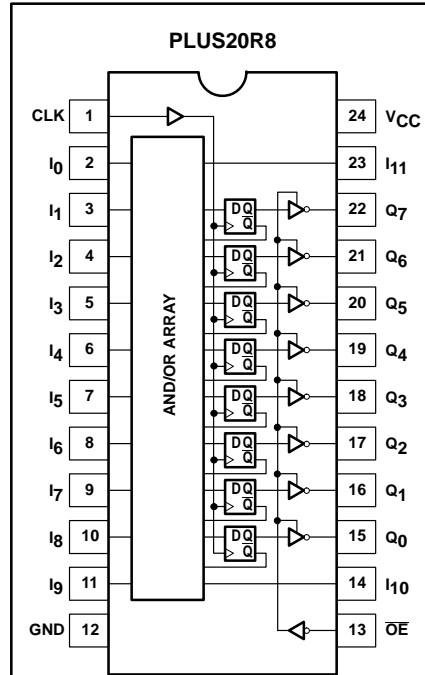 PLUS20R8
CLK 1 24 VCC
I0 2 23 I11
I1 3 D Q Q̅ 22 Q7
I2 4 D Q Q̅ 21 Q6
I3 5 D Q Q̅ 20 Q5
I4 6 D Q Q̅ 19 Q4
I5 7 D Q Q̅ 18 Q3
I6 8 D Q Q̅ 17 Q2
I7 9 D Q Q̅ 16 Q1
I8 10 D Q Q̅ 15 Q0
I9 11 14 I10
GND 12 13 O̅E̅
AND/OR ARRAY